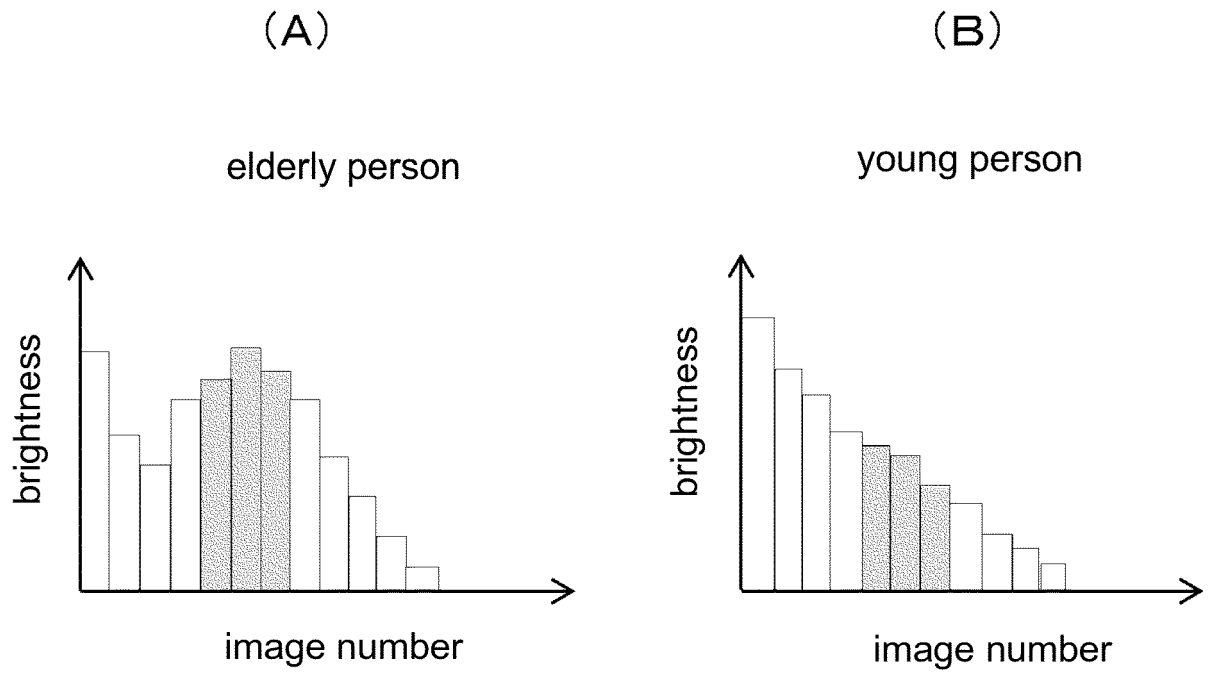 (A)
elderly person
brightness
image number
(B)
young person
brightness
image number